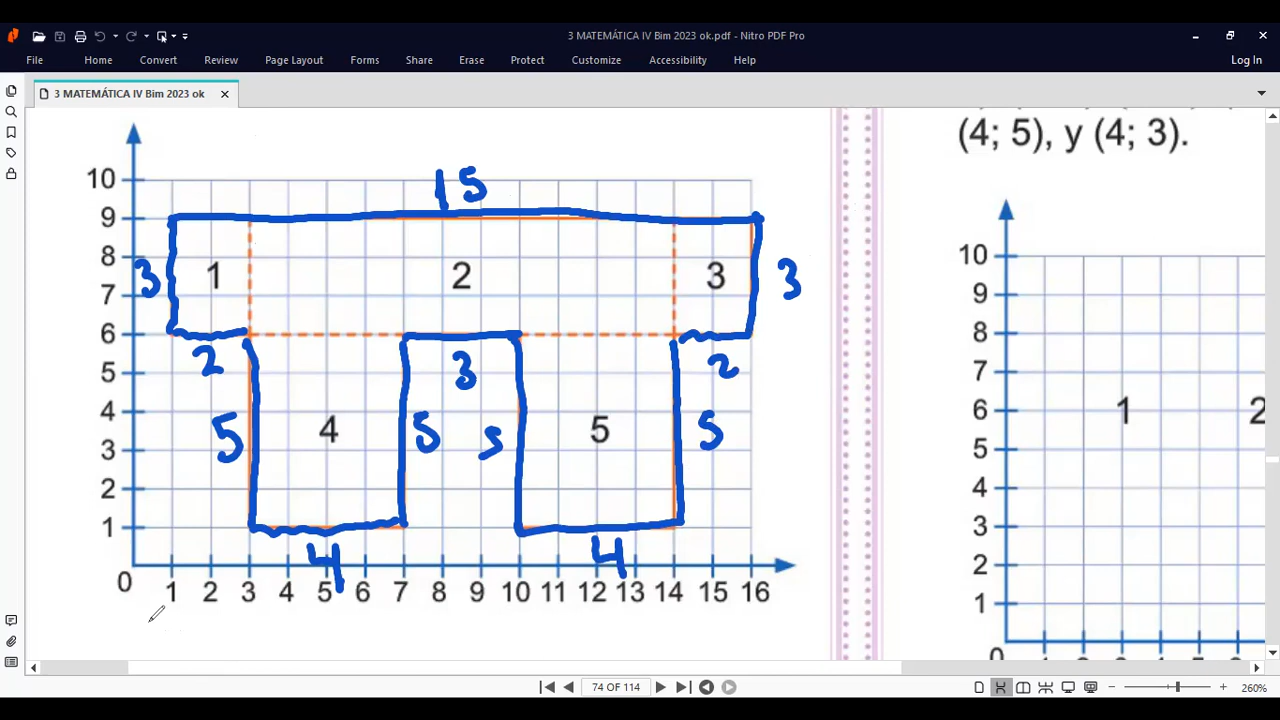 3 MATEMÁTICA IV Bim 2023 ok.pdf - Nitro PDF Pro
File Home Convert Review Page Layout Forms Share Erase Protect Customize Accessibility Help Log In
3 MATEMÁTICA IV Bim 2023 ok
(4; 5), y (4; 3).
15
10
9
8
7
6
5
4
3
2
1
0
1 2 3 4 5 6 7 8 9 10 11 12 13 14 15 16
3 1 2 3 3
2 3 2
5 4 5 5 5 5
4 4
10
9
8
7
6
5
4
3
2
1
0
1 2
74 OF 114
260%